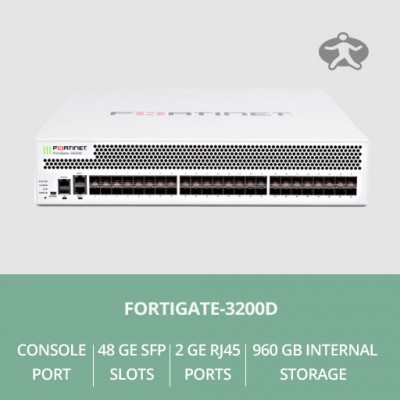 FORTINET
FORTINET
FORTIGATE-3200D
CONSOLE PORT
48 GE SFP SLOTS
2 GE RJ45 PORTS
960 GB INTERNAL STORAGE